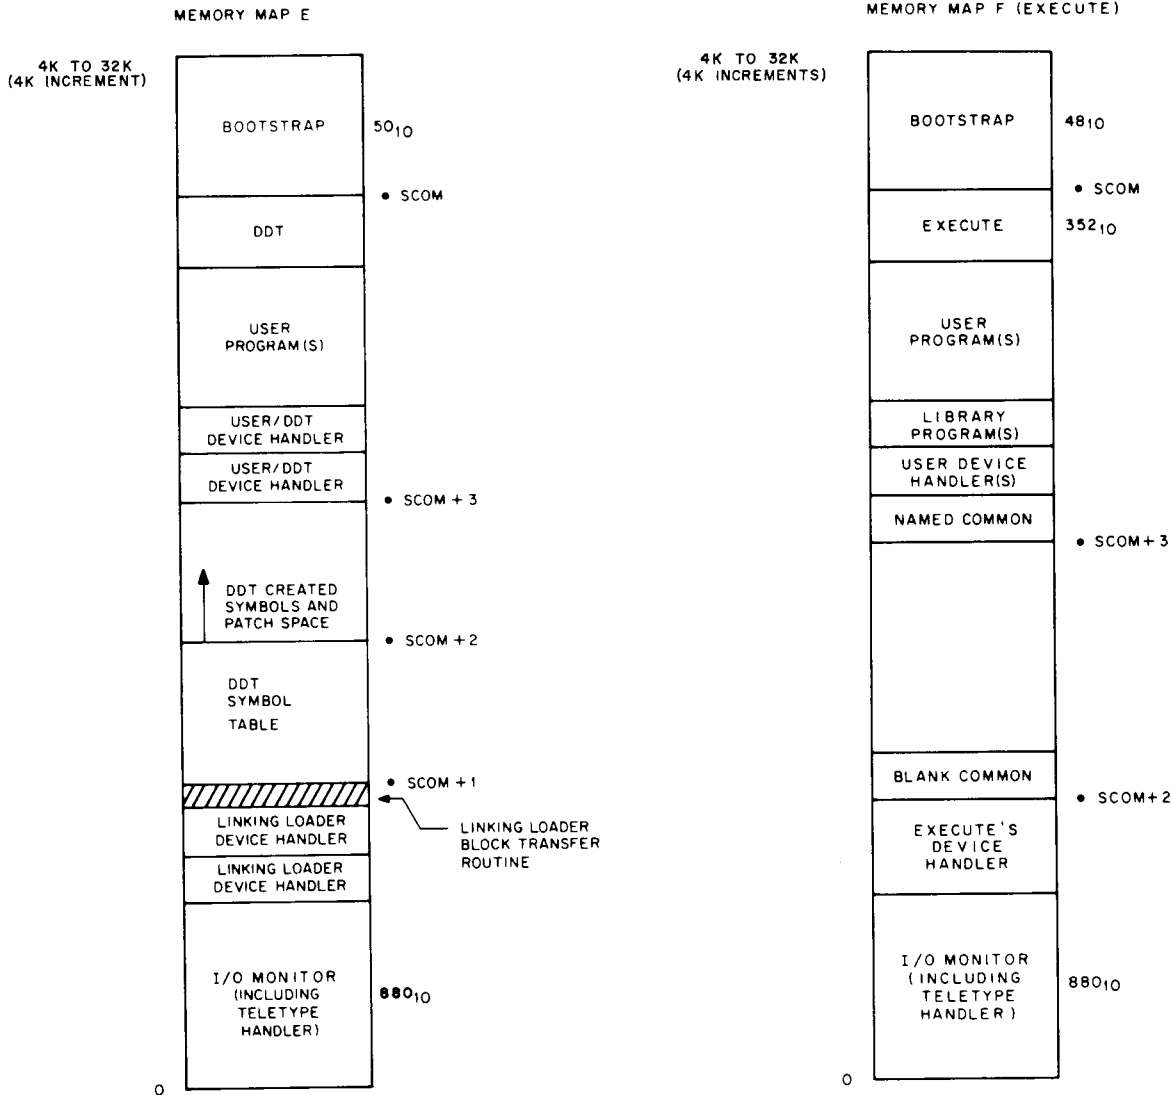 MEMORY MAP E
4K TO 32K
(4K INCREMENT)
BOOTSTRAP
50₁₀
• SCOM
DDT
USER
PROGRAM(S)
USER/DDT
DEVICE HANDLER
USER/DDT
DEVICE HANDLER
• SCOM + 3
DDT CREATED
SYMBOLS AND
PATCH SPACE
• SCOM + 2
DDT
SYMBOL
TABLE
• SCOM + 1
LINKING LOADER
BLOCK TRANSFER
ROUTINE
LINKING LOADER
DEVICE HANDLER
LINKING LOADER
DEVICE HANDLER
I/O MONITOR
(INCLUDING
TELETYPE
HANDLER)
880₁₀
0
MEMORY MAP F (EXECUTE)
4K TO 32K
(4K INCREMENTS)
BOOTSTRAP
48₁₀
• SCOM
EXECUTE
352₁₀
USER
PROGRAM(S)
LIBRARY
PROGRAM(S)
USER DEVICE
HANDLER(S)
NAMED COMMON
• SCOM+3
BLANK COMMON
• SCOM+2
EXECUTE'S
DEVICE
HANDLER
I/O MONITOR
(INCLUDING
TELETYPE
HANDLER)
880₁₀
0